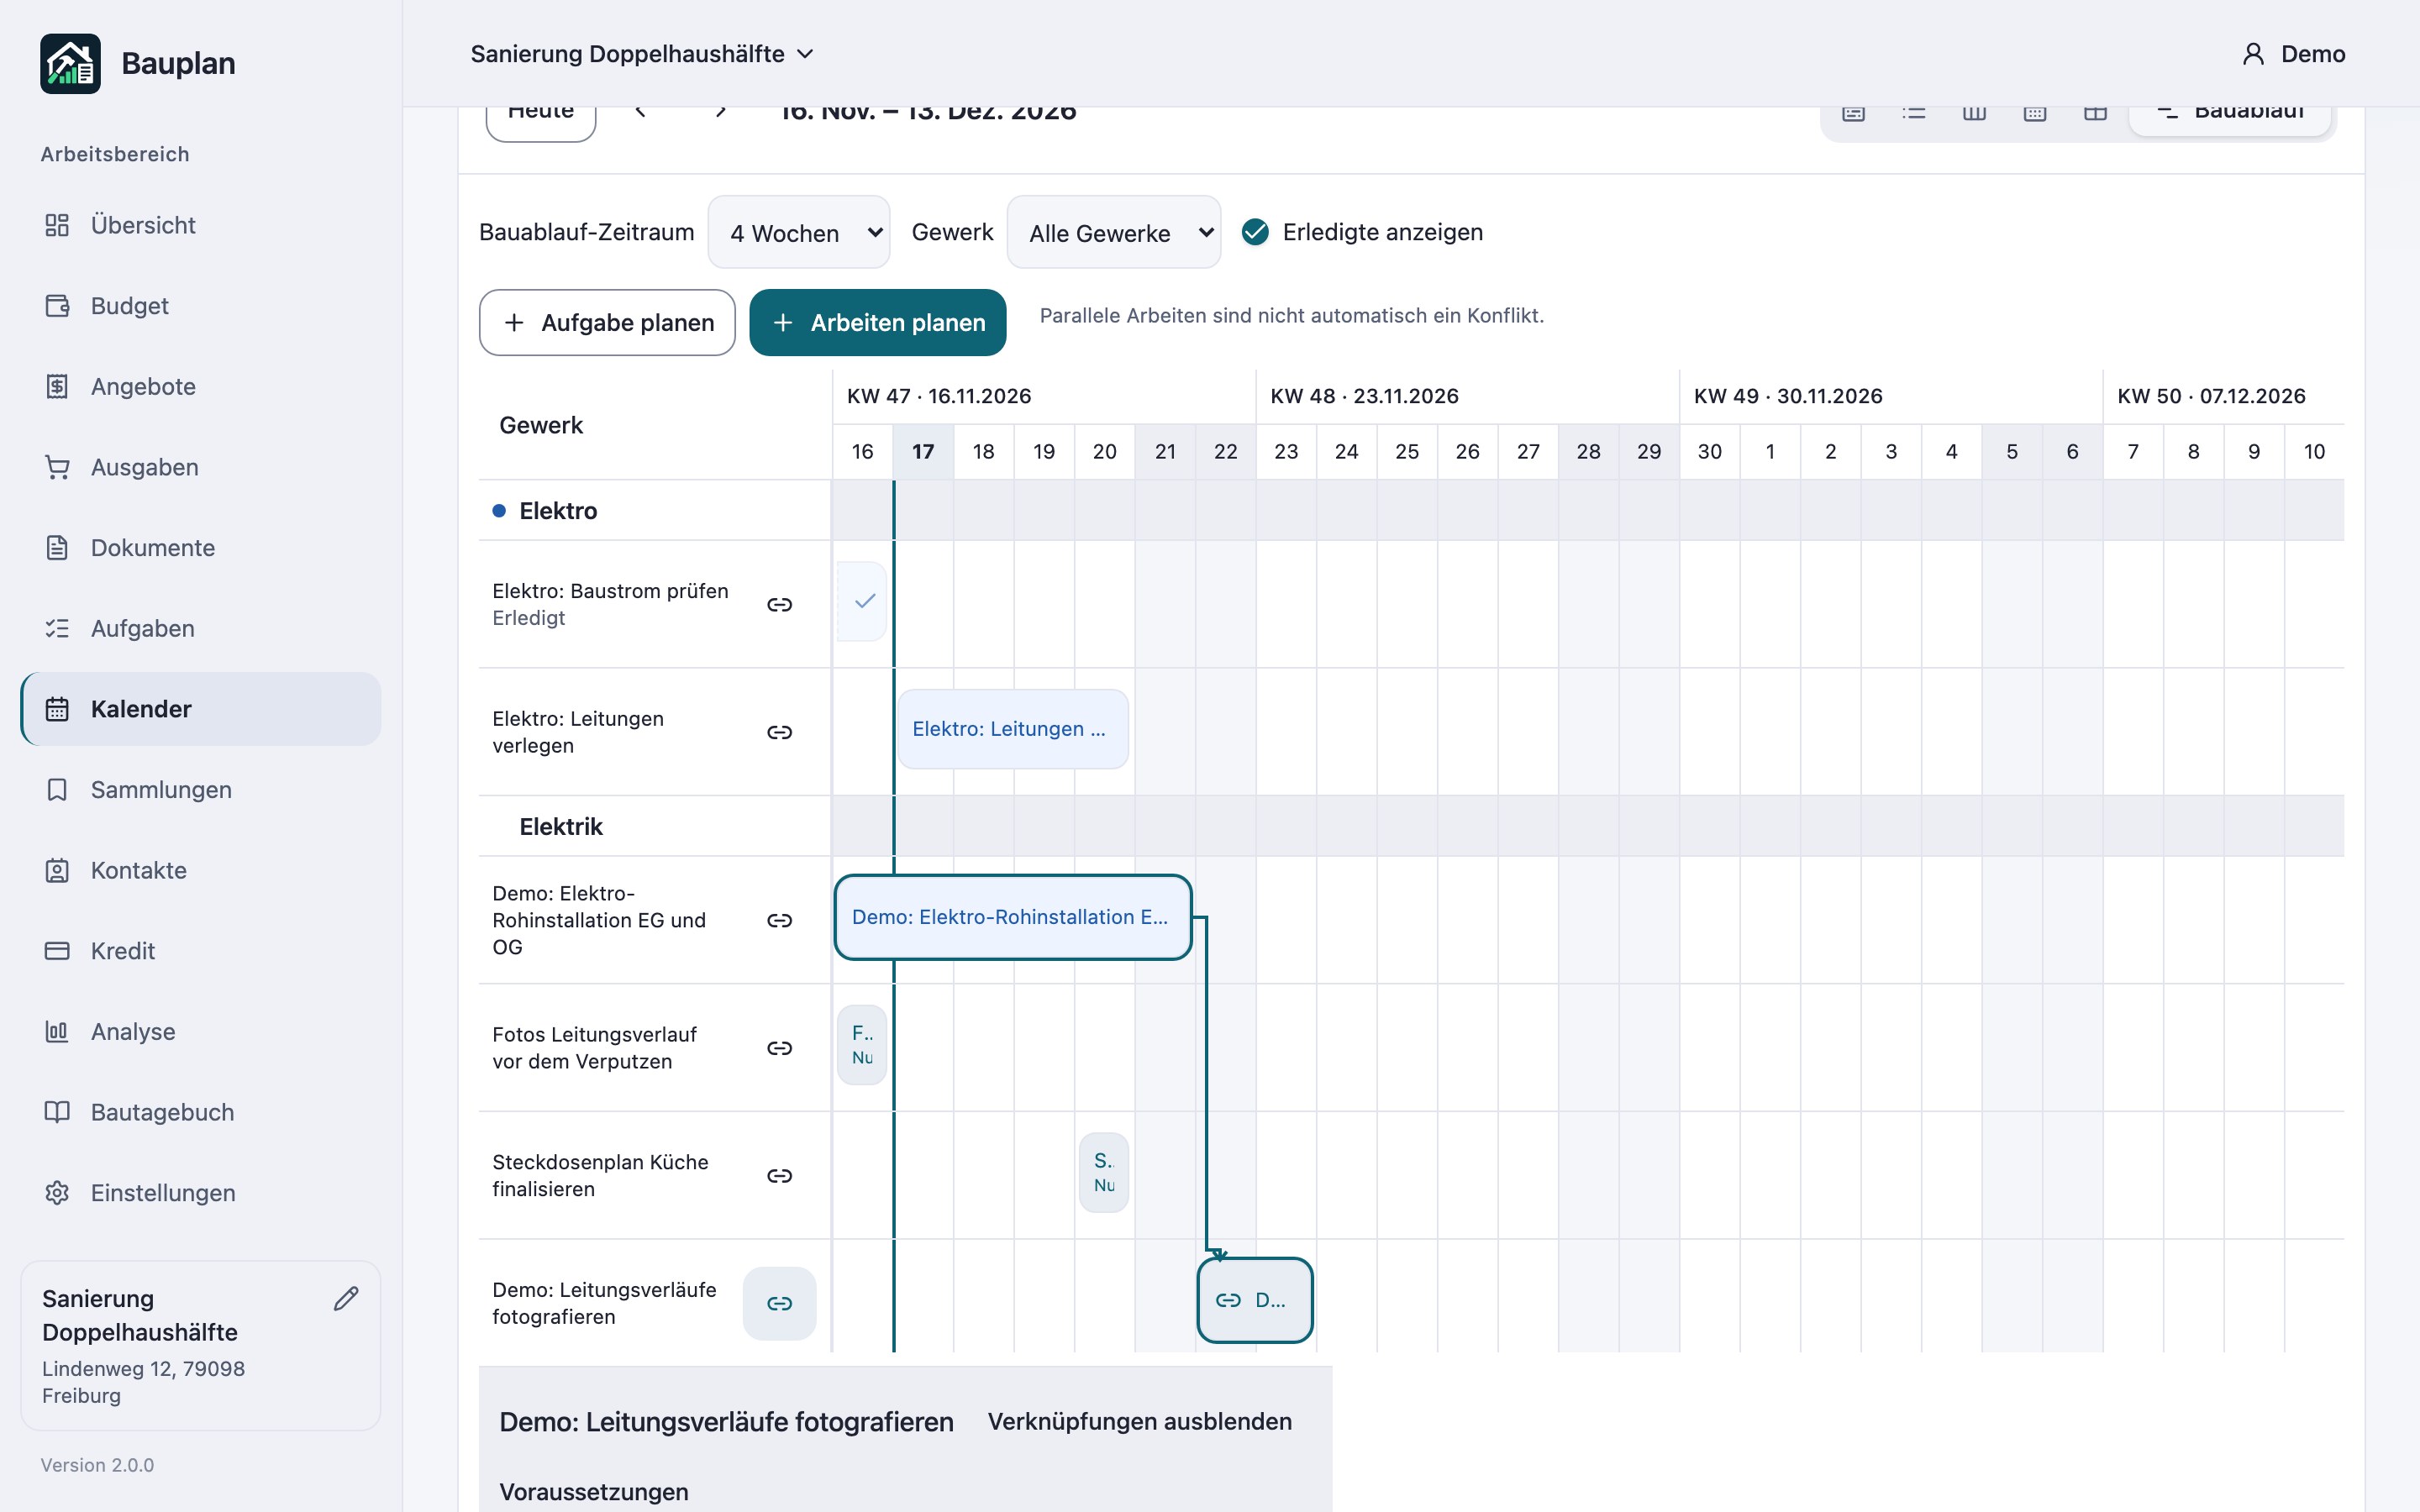 Bauplan
Sanierung Doppelhaushälfte
Demo
Arbeitsbereich
Übersicht
Budget
Angebote
Ausgaben
Dokumente
Aufgaben
Kalender
Sammlungen
Kontakte
Kredit
Analyse
Bautagebuch
Einstellungen
Sanierung
Doppelhaushälfte
Lindenweg 12, 79098
Freiburg
Version 2.0.0
Heute
16. Nov. – 13. Dez. 2026
Bauablauf
Bauablauf-Zeitraum
4 Wochen
Gewerk
Alle Gewerke
Erledigte anzeigen
+ Aufgabe planen
+ Arbeiten planen
Parallele Arbeiten sind nicht automatisch ein Konflikt.
Gewerk
KW 47 · 16.11.2026
KW 48 · 23.11.2026
KW 49 · 30.11.2026
KW 50 · 07.12.2026
16 17 18 19 20 21 22 23 24 25 26 27 28 29 30 1 2 3 4 5 6 7 8 9 10
Elektro
Elektro: Baustrom prüfen
Erledigt
Elektro: Leitungen
verlegen
Elektro: Leitungen ...
Elektrik
Demo: Elektro-
Rohinstallation EG und
OG
Demo: Elektro-Rohinstallation E...
Fotos Leitungsverlauf
vor dem Verputzen
F..
Nu
Steckdosenplan Küche
finalisieren
S..
Nu
Demo: Leitungsverläufe
fotografieren
D...
Demo: Leitungsverläufe fotografieren
Verknüpfungen ausblenden
Voraussetzungen